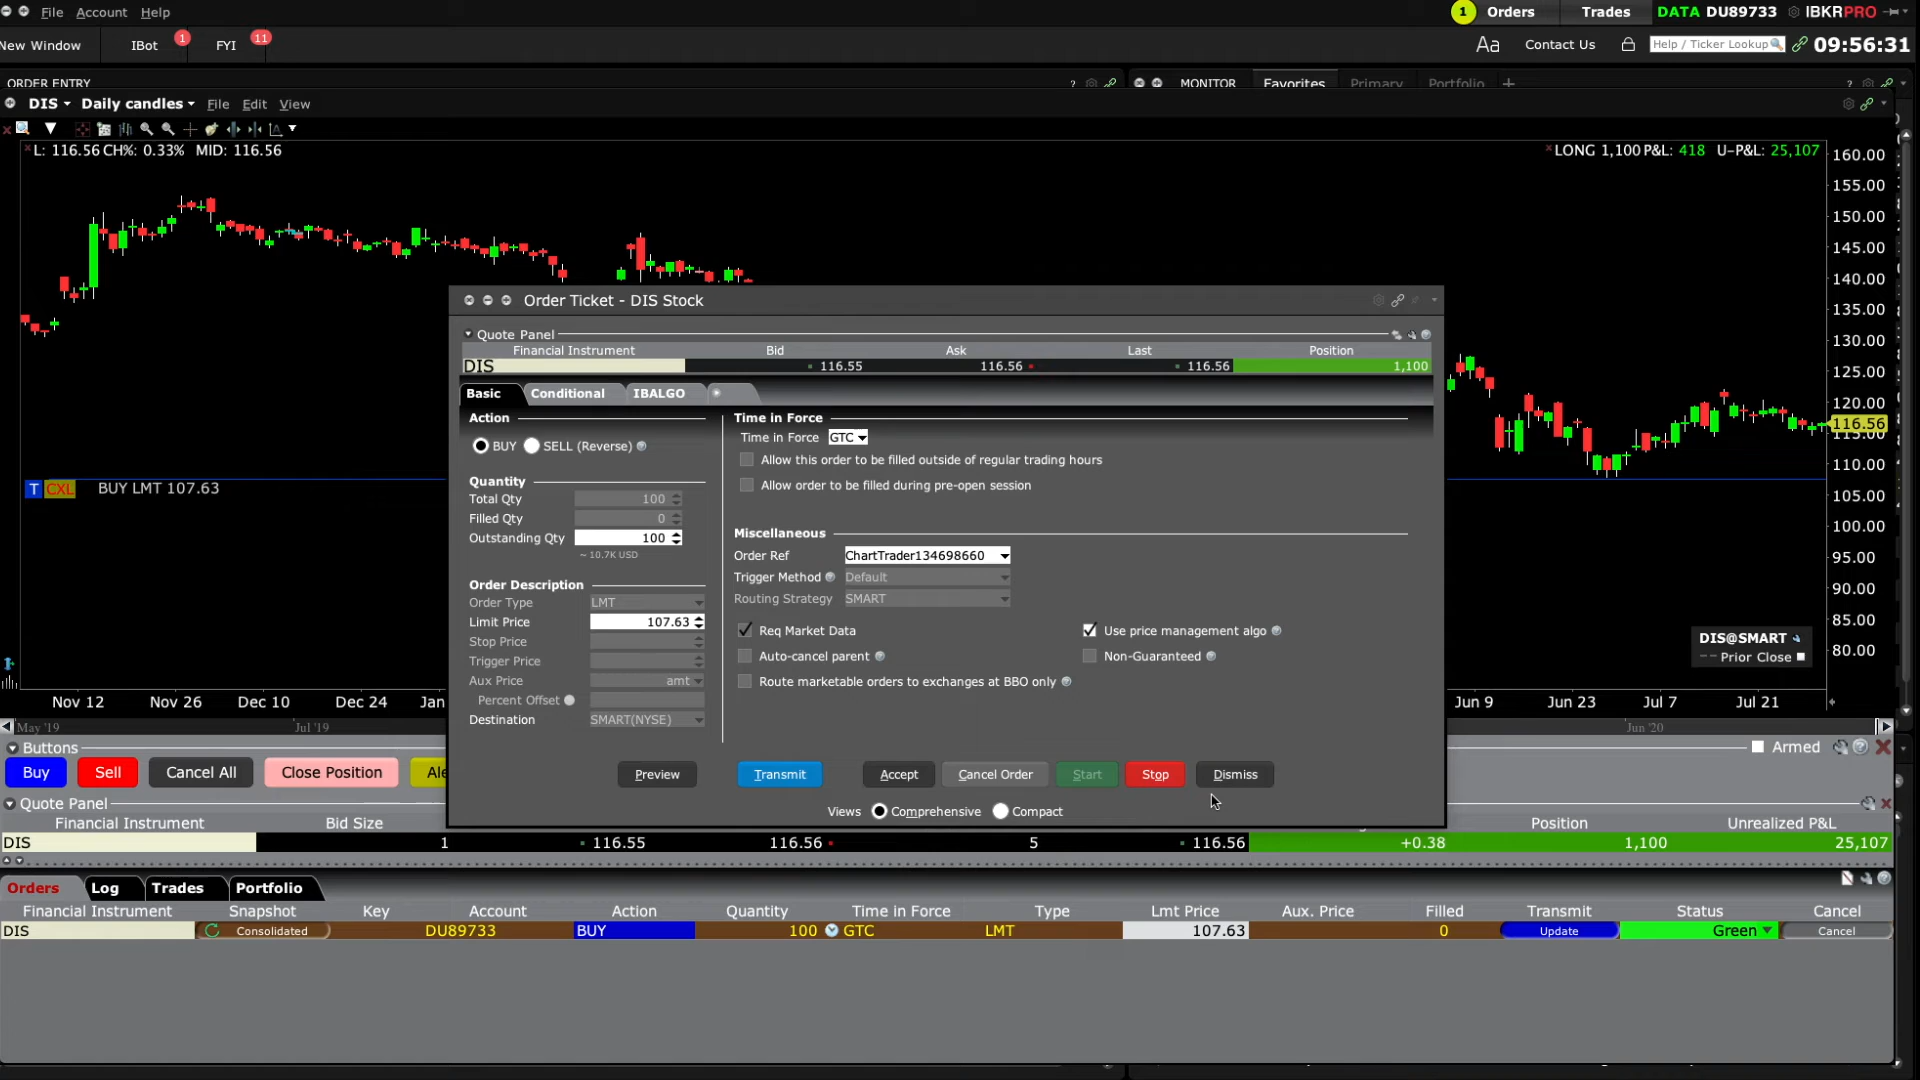 File Account Help
1 Orders Trades DATA DU89733 IBKRPRO
New Window IBot 1 FYI 11
Aa Contact Us Help / Ticker Lookup 09:56:31
ORDER ENTRY ?
MONITOR Favorites Primary Portfolio + ?
DIS Daily candles File Edit View
L: 116.56 CH%: 0.33% MID: 116.56
LONG 1,100 P&L: 418 U-P&L: 25,107
160.00
155.00
150.00
145.00
140.00
135.00
130.00
125.00
120.00
116.56
115.00
110.00
105.00
100.00
95.00
90.00
85.00
80.00
T CXL BUY LMT 107.63
DIS@SMART
Prior Close
Order Ticket - DIS Stock
Quote Panel
Financial Instrument Bid Ask Last Position
DIS 116.55 116.56 116.56 1,100
Basic Conditional IBALGO
Action
BUY SELL (Reverse)
Quantity
Total Qty 100
Filled Qty 0
Outstanding Qty 100
~ 10.7K USD
Order Description
Order Type LMT
Limit Price 107.63
Stop Price
Trigger Price
Aux Price amt
Percent Offset
Destination SMART(NYSE)
Time in Force
Time in Force GTC
Allow this order to be filled outside of regular trading hours
Allow order to be filled during pre-open session
Miscellaneous
Order Ref ChartTrader134698660
Trigger Method Default
Routing Strategy SMART
Req Market Data Use price management algo
Auto-cancel parent Non-Guaranteed
Route marketable orders to exchanges at BBO only
Preview Transmit Accept Cancel Order Start Stop Dismiss
Views Comprehensive Compact
Nov 12 Nov 26 Dec 10 Dec 24 Jan Jun 9 Jun 23 Jul 7 Jul 21
May '19 Jul '19 Jun '20
Buttons Armed
Buy Sell Cancel All Close Position Ale
Quote Panel
Financial Instrument Bid Size Position Unrealized P&L
DIS 1 116.55 116.56 5 116.56 +0.38 1,100 25,107
Orders Log Trades Portfolio
Financial Instrument Snapshot Key Account Action Quantity Time in Force Type Lmt Price Aux. Price Filled Transmit Status Cancel
DIS Consolidated DU89733 BUY 100 GTC LMT 107.63 0 Update Green Cancel